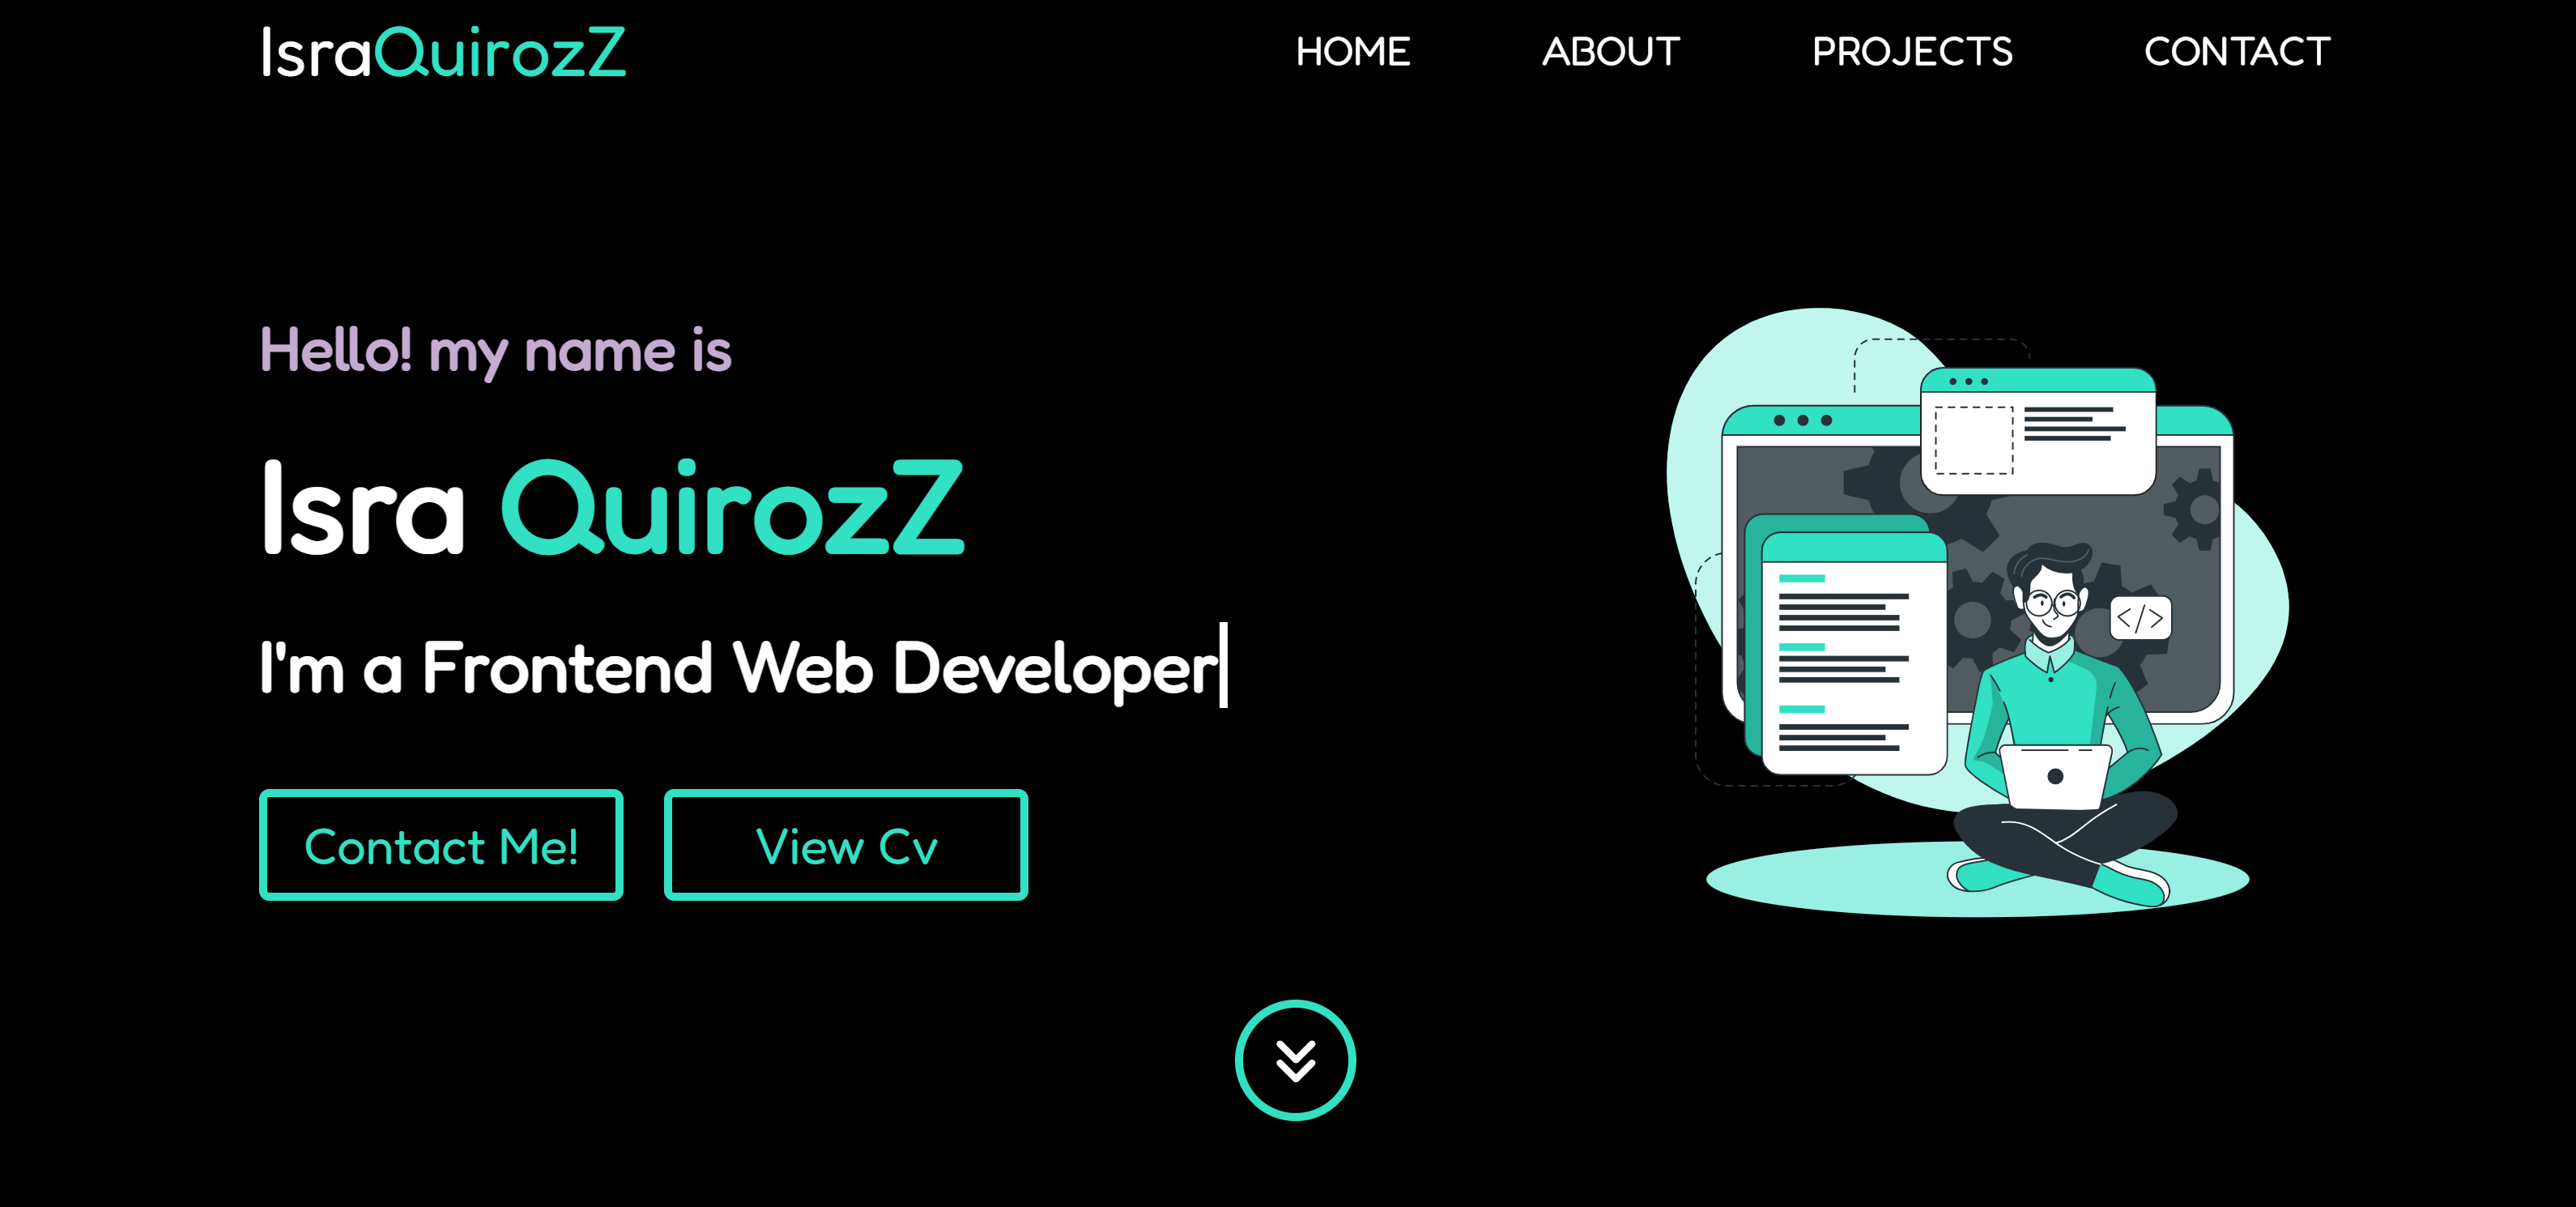 IsraQuirozZ
HOME ABOUT PROJECTS CONTACT
Hello! my name is
Isra QuirozZ
I'm a Frontend Web Developer
</>
Contact Me! View Cv